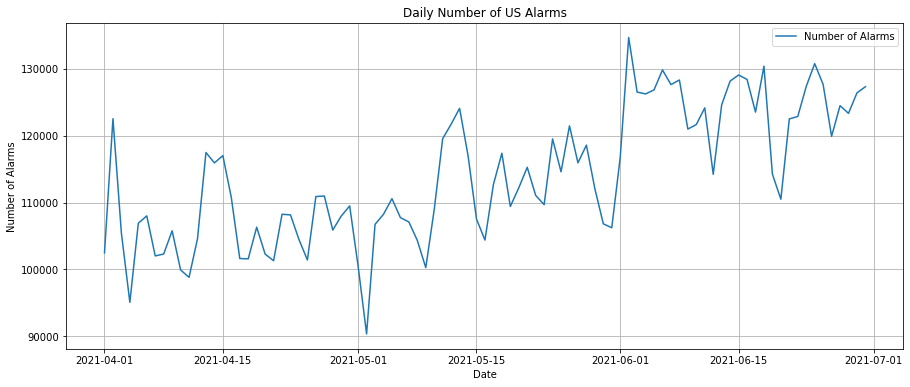 Daily Number of US Alarms
Number of Alarms
130000
120000
110000
100000
90000
Number of Alarms
2021-04-01 2021-04-15 2021-05-01 2021-05-15 2021-06-01 2021-06-15 2021-07-01
Date